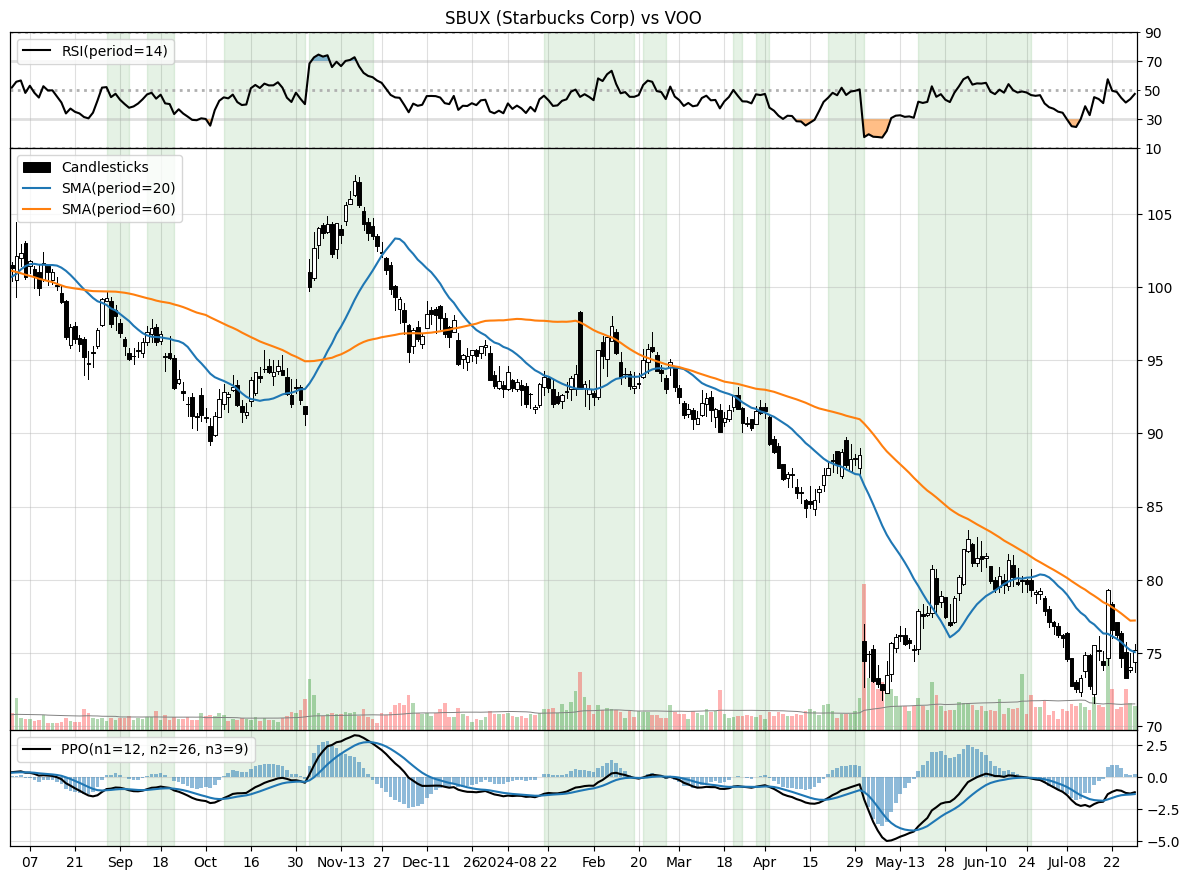 SBUX (Starbucks Corp) vs VOO
RSI(period=14)
90
70
50
30
10
Candlesticks
SMA(period=20)
SMA(period=60)
105
100
95
90
85
80
75
70
PPO(n1=12, n2=26, n3=9)
2.5
0.0
−2.5
−5.0
07 21 Sep 18 Oct 16 30 Nov-13 27 Dec-11 26 2024-08 22 Feb 20 Mar 18 Apr 15 29 May-13 28 Jun-10 24 Jul-08 22